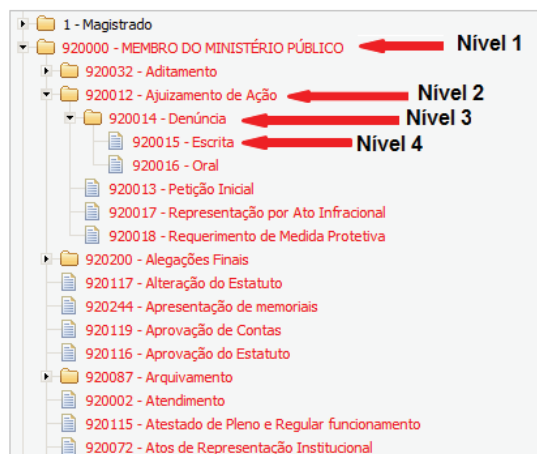 1 - Magistrado
920000 - MEMBRO DO MINISTÉRIO PÚBLICO Nível 1
920032 - Aditamento
920012 - Ajuizamento de Ação Nível 2
920014 - Denúncia Nível 3
920015 - Escrita Nível 4
920016 - Oral
920013 - Petição Inicial
920017 - Representação por Ato Infracional
920018 - Requerimento de Medida Protetiva
920200 - Alegações Finais
920117 - Alteração do Estatuto
920244 - Apresentação de memoriais
920119 - Aprovação de Contas
920116 - Aprovação do Estatuto
920087 - Arquivamento
920002 - Atendimento
920115 - Atestado de Pleno e Regular funcionamento
920072 - Atos de Representação Institucional